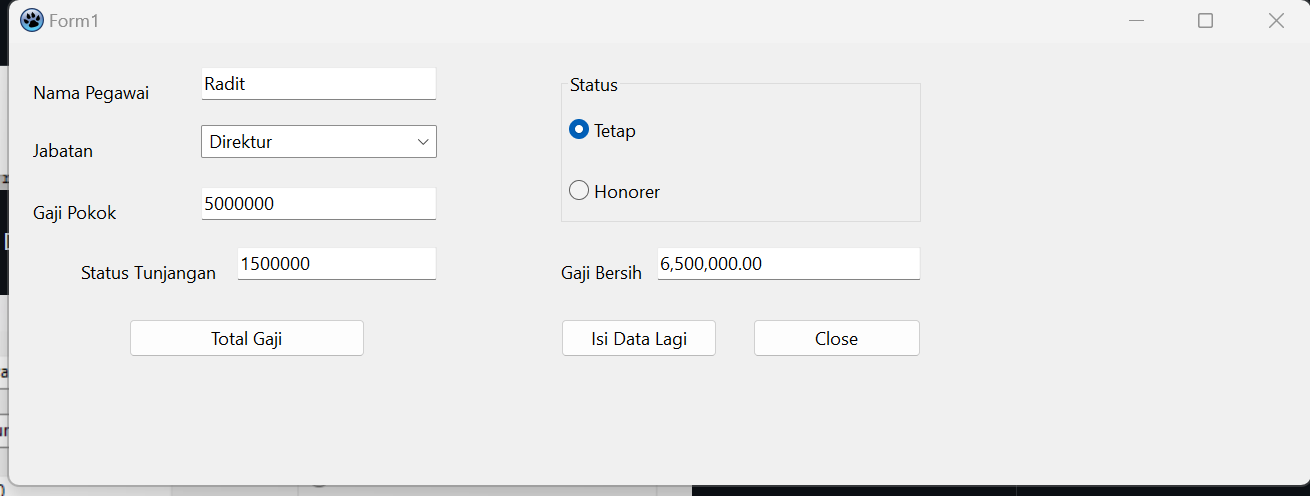 Form1
Nama Pegawai Radit
Status
Tetap
Jabatan Direktur
Honorer
Gaji Pokok 5000000
Status Tunjangan 1500000
Gaji Bersih 6,500,000.00
Total Gaji
Isi Data Lagi
Close